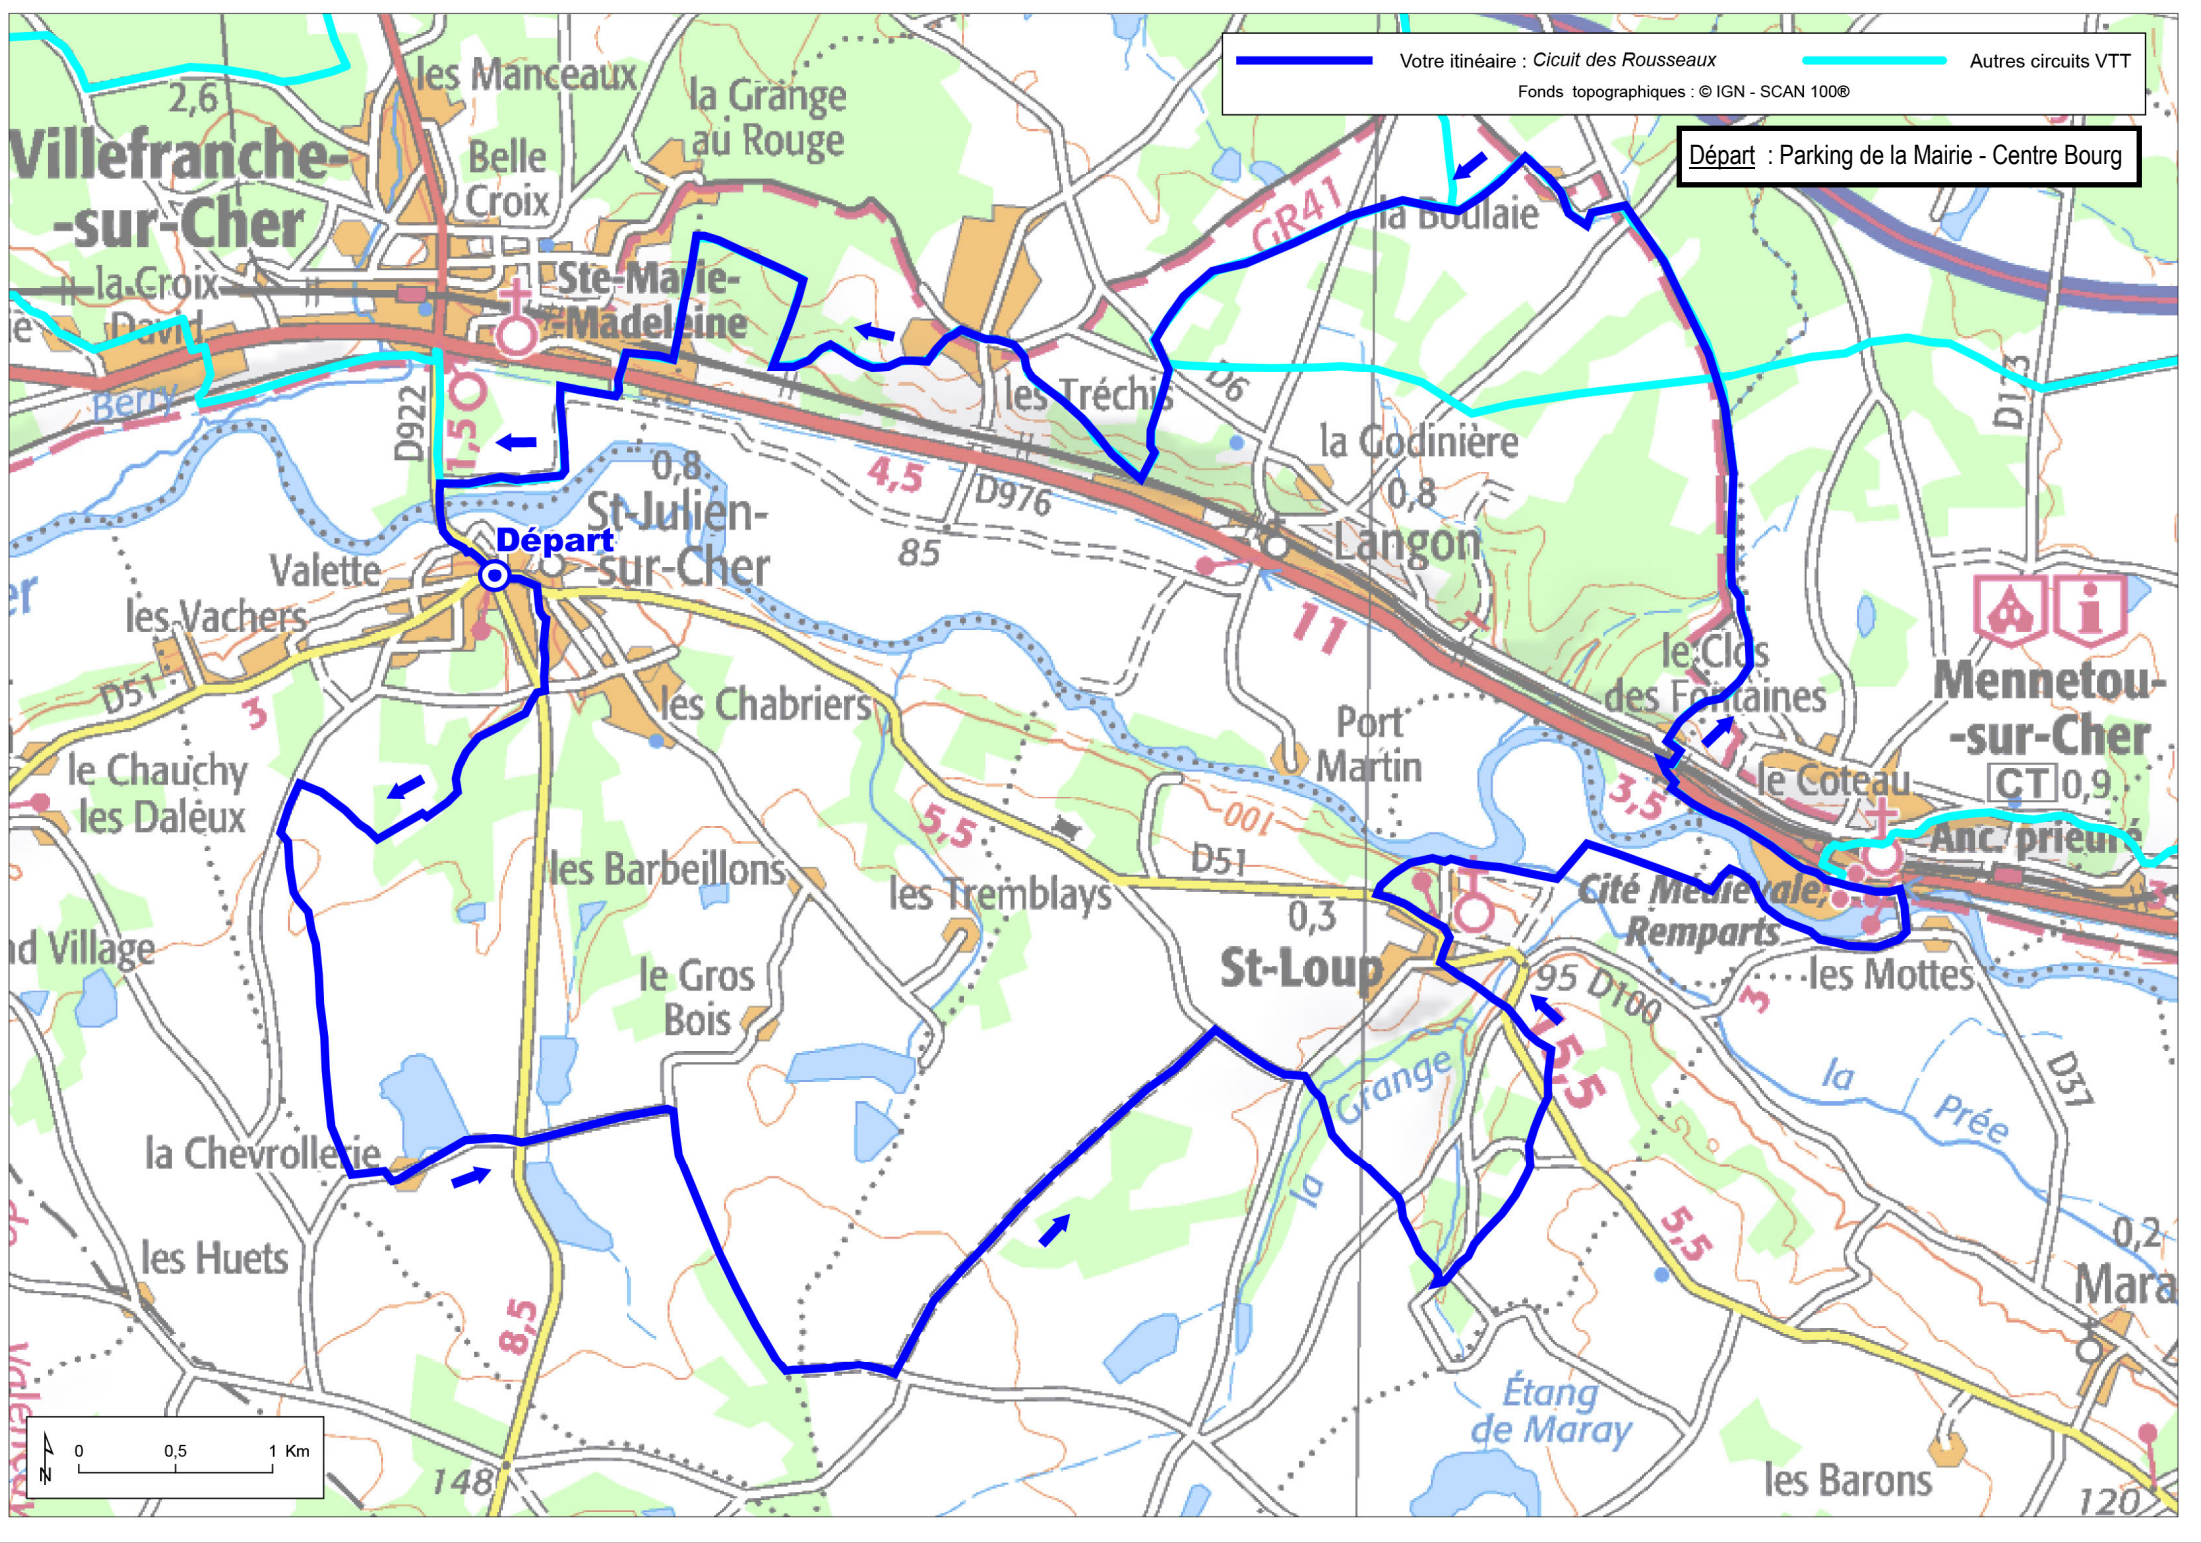 Votre itinéaire : Cicuit des Rousseaux
Autres circuits VTT
Fonds topographiques : © IGN - SCAN 100®
Départ : Parking de la Mairie - Centre Bourg
les Manceaux
2,6
la Grange
au Rouge
Villefranche-
-sur-Cher
Belle
Croix
GR41
la Boulaie
la Croix
David
Ste-Marie-
-Madeleine
Berry
D922
1,5
les Tréchis
D6
D123
la Godinière
0,8
4,5
D976
0,8
St-Julien-
-sur-Cher
Départ
Langon
85
Valette
11
les Vachers
le Clos
des Fontaines
Mennetou-
-sur-Cher
CT 0,9
D51
3
les Chabriers
Port
Martin
le Coteau
3,5
le Chauchy
les Daleux
100
5,5
Anc. prieuré
D51
les Barbeillons
les Tremblays
0,3
Cité Médiévale,
Remparts
3
nd Village
St-Loup
95
D100
les Mottes
3
le Gros
Bois
15,5
la
Grange
la
Prée
D37
la Chevrollerie
les Huets
5,5
0,2
Mara
8,5
Étang
de Maray
0
0,5
1 Km
N
148
les Barons
120